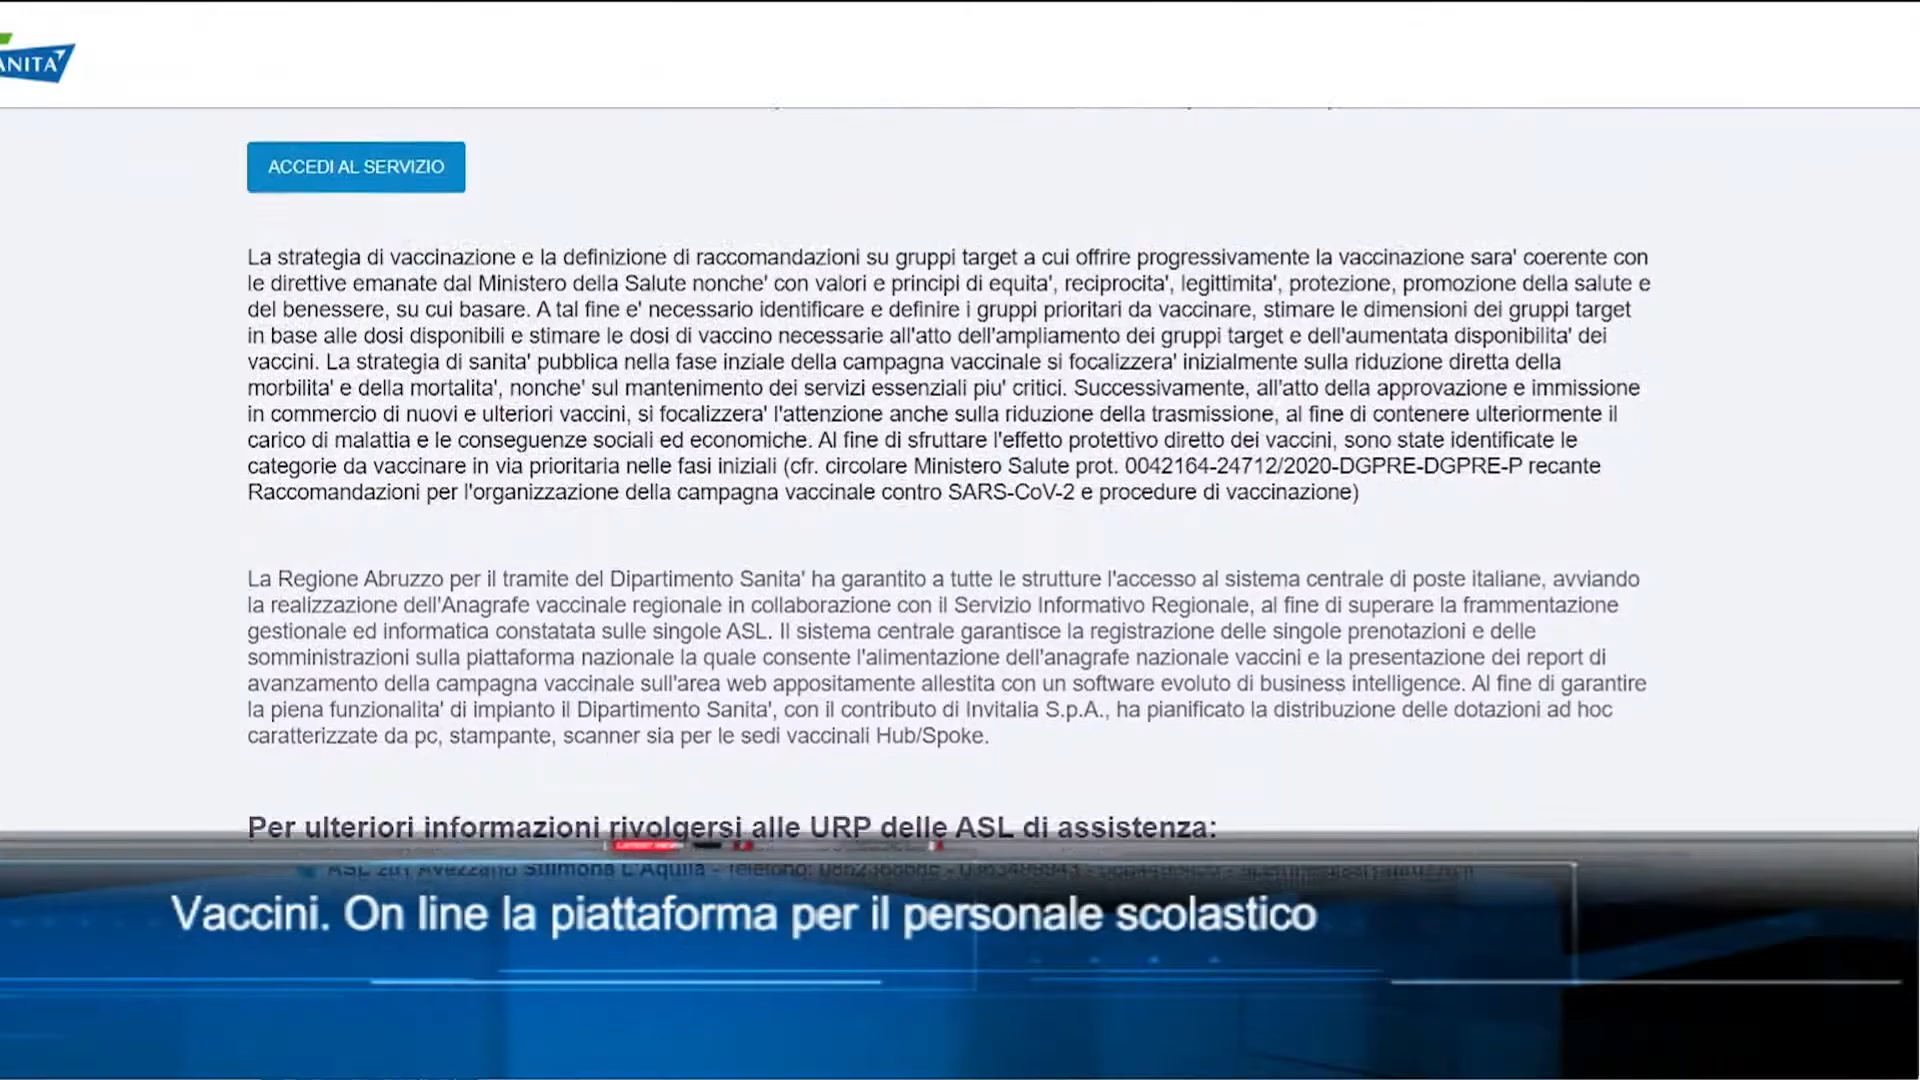 ANITA'
ACCEDI AL SERVIZIO
La strategia di vaccinazione e la definizione di raccomandazioni su gruppi target a cui offrire progressivamente la vaccinazione sara' coerente con
le direttive emanate dal Ministero della Salute nonche' con valori e principi di equita', reciprocita', legittimita', protezione, promozione della salute e
del benessere, su cui basare. A tal fine e' necessario identificare e definire i gruppi prioritari da vaccinare, stimare le dimensioni dei gruppi target
in base alle dosi disponibili e stimare le dosi di vaccino necessarie all'atto dell'ampliamento dei gruppi target e dell'aumentata disponibilita' dei
vaccini. La strategia di sanita' pubblica nella fase inziale della campagna vaccinale si focalizzera' inizialmente sulla riduzione diretta della
morbilita' e della mortalita', nonche' sul mantenimento dei servizi essenziali piu' critici. Successivamente, all'atto della approvazione e immissione
in commercio di nuovi e ulteriori vaccini, si focalizzera' l'attenzione anche sulla riduzione della trasmissione, al fine di contenere ulteriormente il
carico di malattia e le conseguenze sociali ed economiche. Al fine di sfruttare l'effetto protettivo diretto dei vaccini, sono state identificate le
categorie da vaccinare in via prioritaria nelle fasi iniziali (cfr. circolare Ministero Salute prot. 0042164-24712/2020-DGPRE-DGPRE-P recante
Raccomandazioni per l'organizzazione della campagna vaccinale contro SARS-CoV-2 e procedure di vaccinazione)
La Regione Abruzzo per il tramite del Dipartimento Sanita' ha garantito a tutte le strutture l'accesso al sistema centrale di poste italiane, avviando
la realizzazione dell'Anagrafe vaccinale regionale in collaborazione con il Servizio Informativo Regionale, al fine di superare la frammentazione
gestionale ed informatica constatata sulle singole ASL. Il sistema centrale garantisce la registrazione delle singole prenotazioni e delle
somministrazioni sulla piattaforma nazionale la quale consente l'alimentazione dell'anagrafe nazionale vaccini e la presentazione dei report di
avanzamento della campagna vaccinale sull'area web appositamente allestita con un software evoluto di business intelligence. Al fine di garantire
la piena funzionalita' di impianto il Dipartimento Sanita', con il contributo di Invitalia S.p.A., ha pianificato la distribuzione delle dotazioni ad hoc
caratterizzate da pc, stampante, scanner sia per le sedi vaccinali Hub/Spoke.
Per ulteriori informazioni rivolgersi alle URP delle ASL di assistenza:
LATEST NEWS
ASL 201 Avezzano Sulmona L'Aquila - Telefono:
Vaccini. On line la piattaforma per il personale scolastico